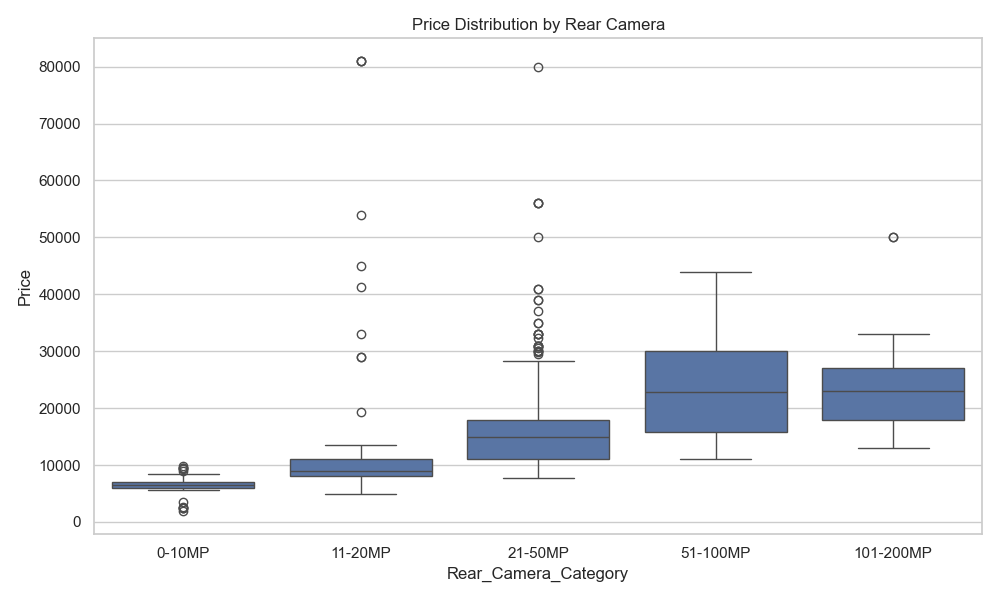 Price Distribution by Rear Camera
80000
70000
60000
50000
40000
30000
20000
10000
0
Price
0-10MP 11-20MP 21-50MP 51-100MP 101-200MP
Rear_Camera_Category